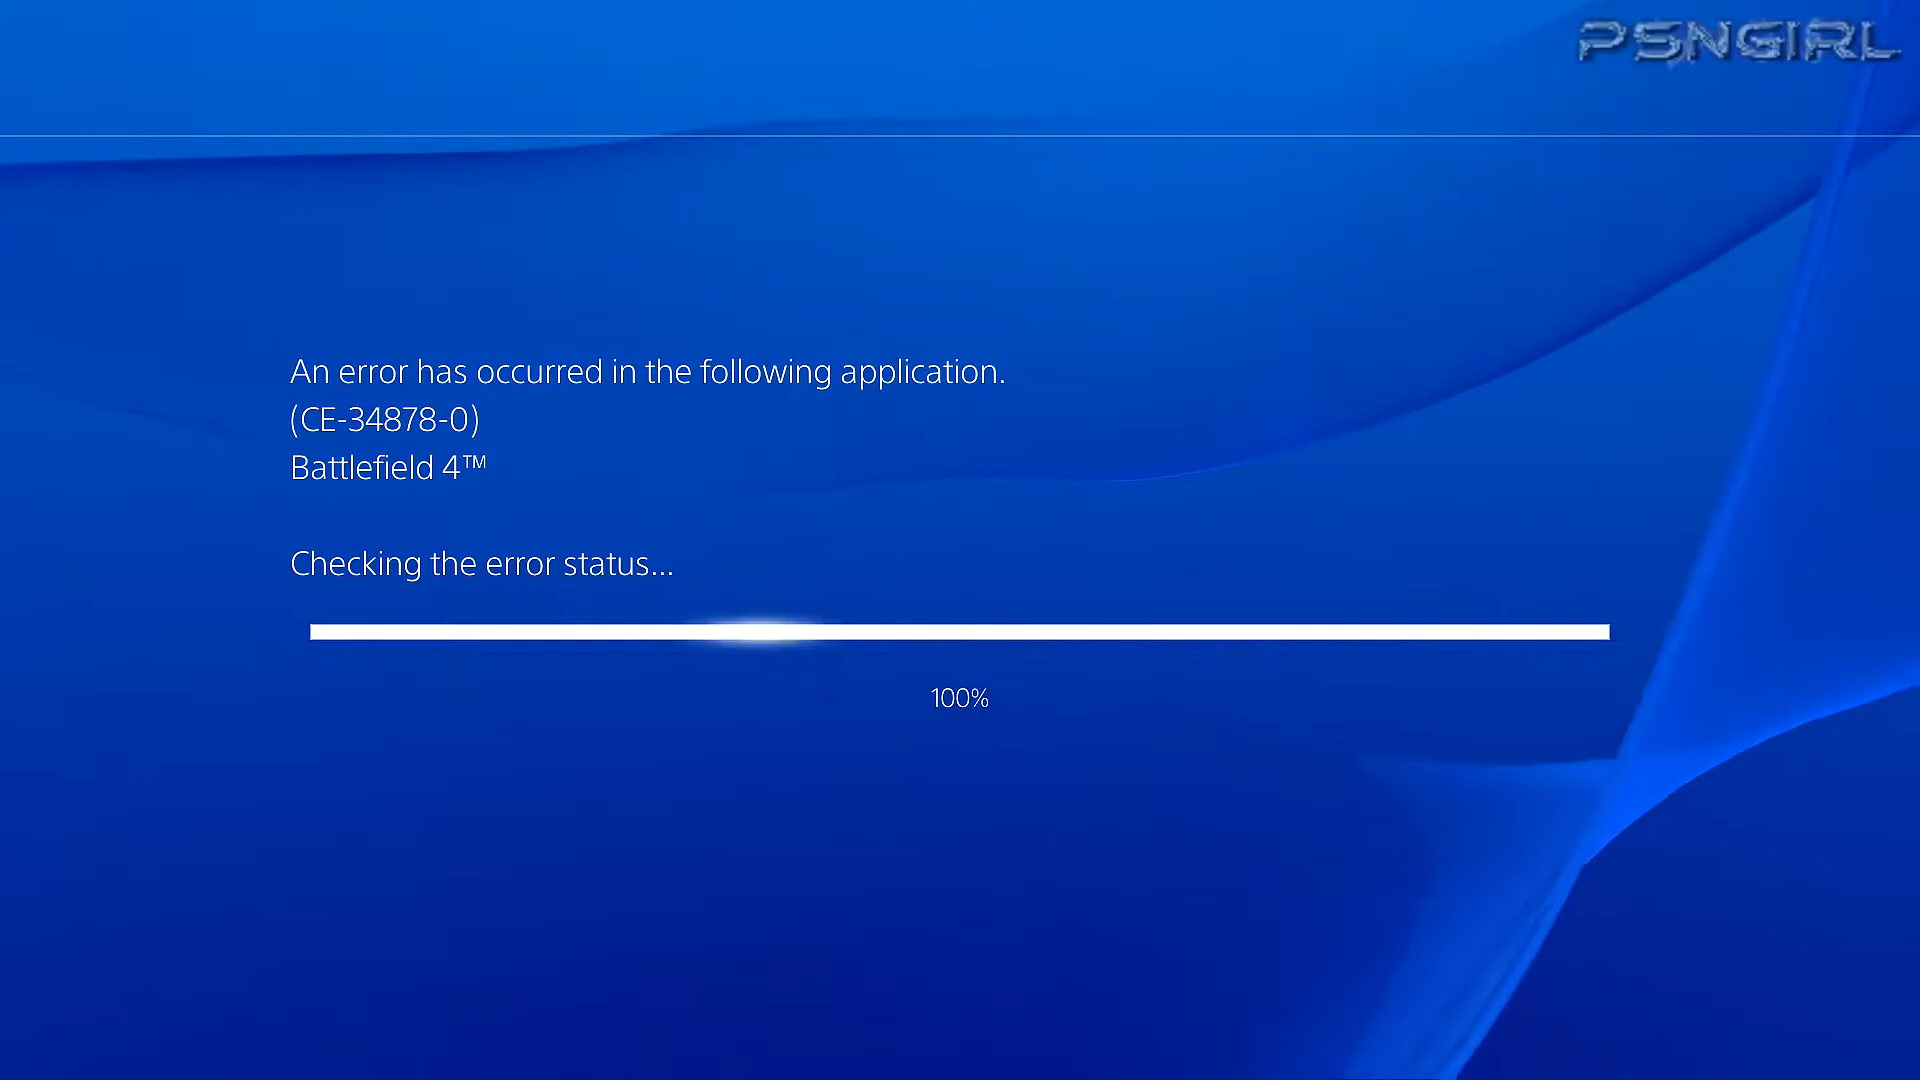 PSNGIRL
An error has occurred in the following application.
(CE-34878-0)
Battlefield 4™
Checking the error status...
100%